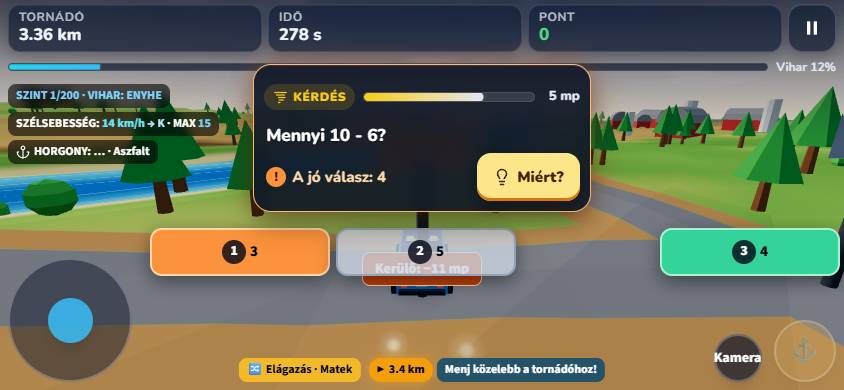 TORNÁDÓ
3.36 km
IDŐ
278 s
PONT
0
Vihar 12%
SZINT 1/200 · VIHAR: ENYHE
SZÉLSEBESSÉG: 14 km/h → K · MAX 15
HORGONY: ... · Aszfalt
KÉRDÉS
5 mp
Mennyi 10 - 6?
! A jó válasz: 4
Miért?
1 3
2 5
3 4
Kerülő: −11 mp
Kamera
Elágazás · Matek
3.4 km
Menj közelebb a tornádóhoz!